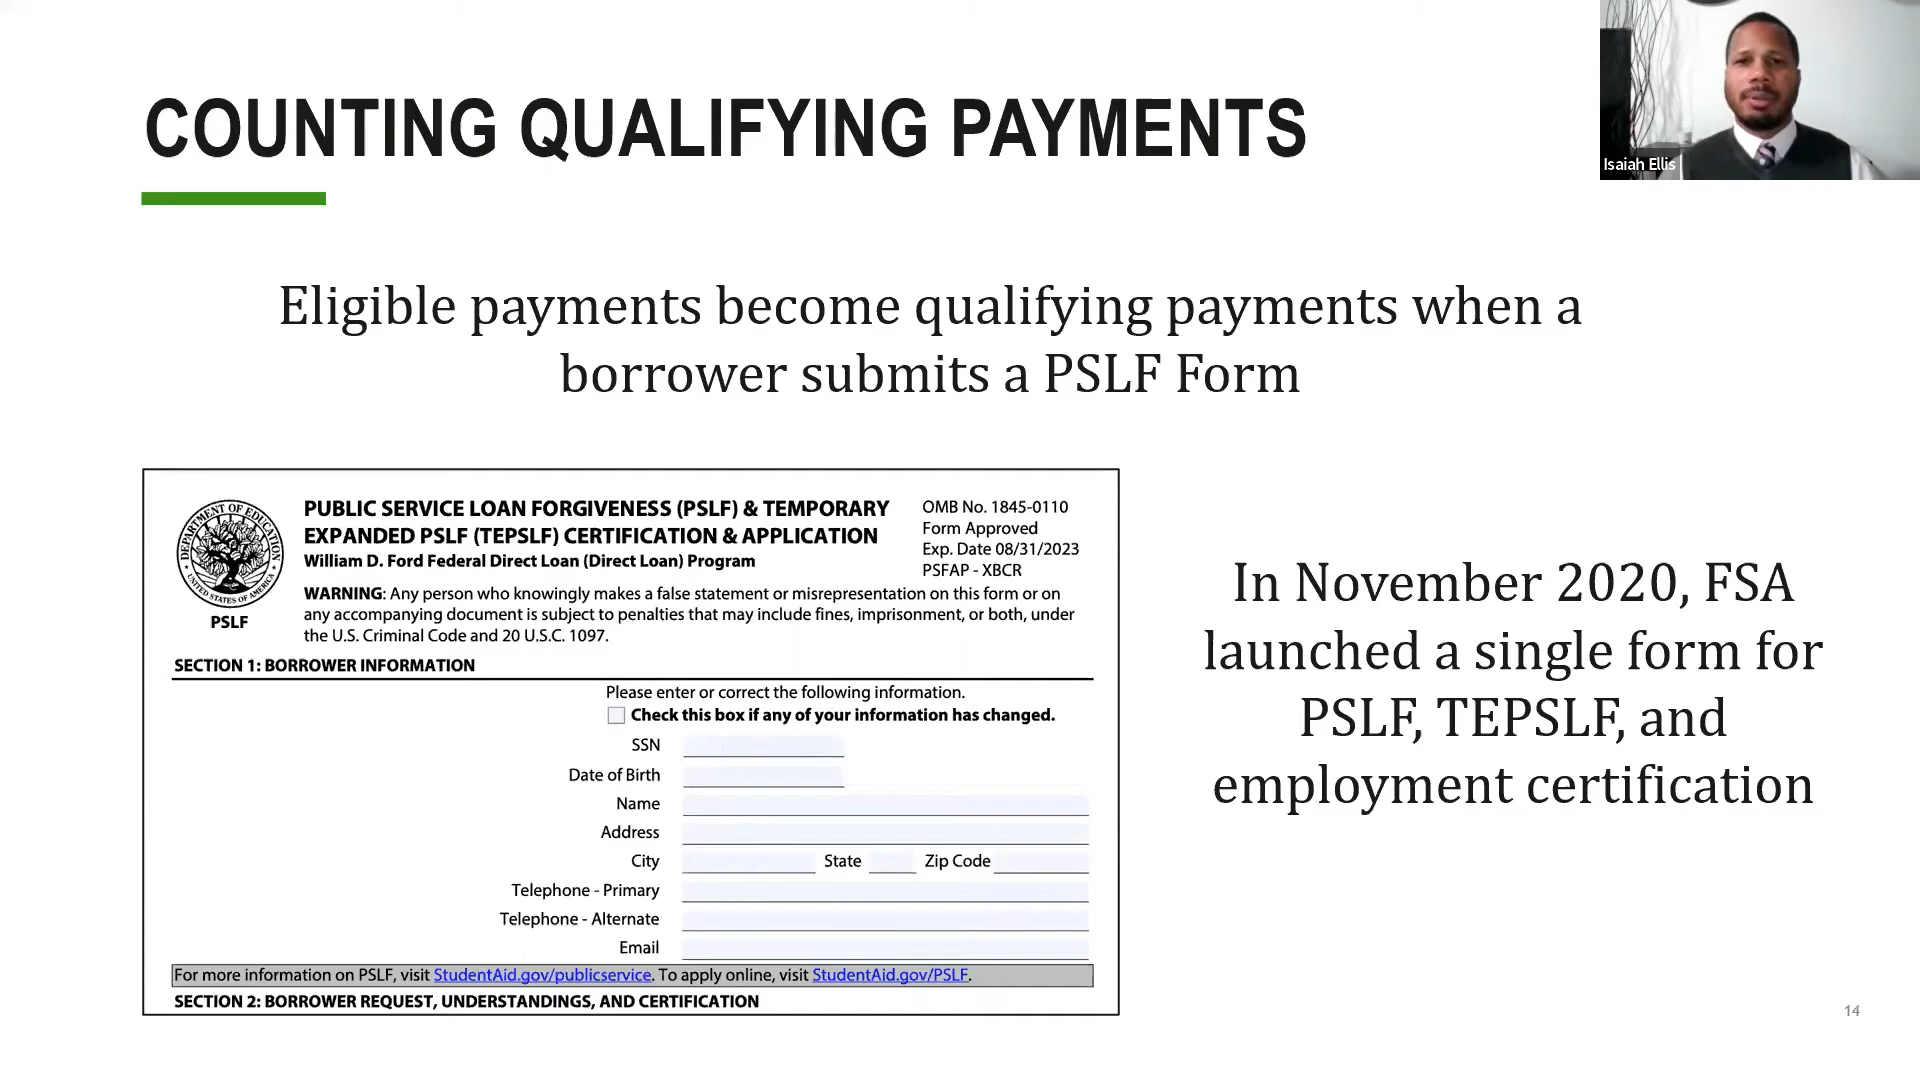 COUNTING QUALIFYING PAYMENTS
Isaiah Ellis
Eligible payments become qualifying payments when a
borrower submits a PSLF Form
DEPARTMENT OF EDUCATION
UNITED STATES OF AMERICA
PSLF
PUBLIC SERVICE LOAN FORGIVENESS (PSLF) & TEMPORARY
EXPANDED PSLF (TEPSLF) CERTIFICATION & APPLICATION
William D. Ford Federal Direct Loan (Direct Loan) Program
OMB No. 1845-0110
Form Approved
Exp. Date 08/31/2023
PSFAP - XBCR
WARNING: Any person who knowingly makes a false statement or misrepresentation on this form or on
any accompanying document is subject to penalties that may include fines, imprisonment, or both, under
the U.S. Criminal Code and 20 U.S.C. 1097.
SECTION 1: BORROWER INFORMATION
Please enter or correct the following information.
Check this box if any of your information has changed.
SSN
Date of Birth
Name
Address
City State Zip Code
Telephone - Primary
Telephone - Alternate
Email
For more information on PSLF, visit StudentAid.gov/publicservice. To apply online, visit StudentAid.gov/PSLF.
SECTION 2: BORROWER REQUEST, UNDERSTANDINGS, AND CERTIFICATION
In November 2020, FSA
launched a single form for
PSLF, TEPSLF, and
employment certification
14